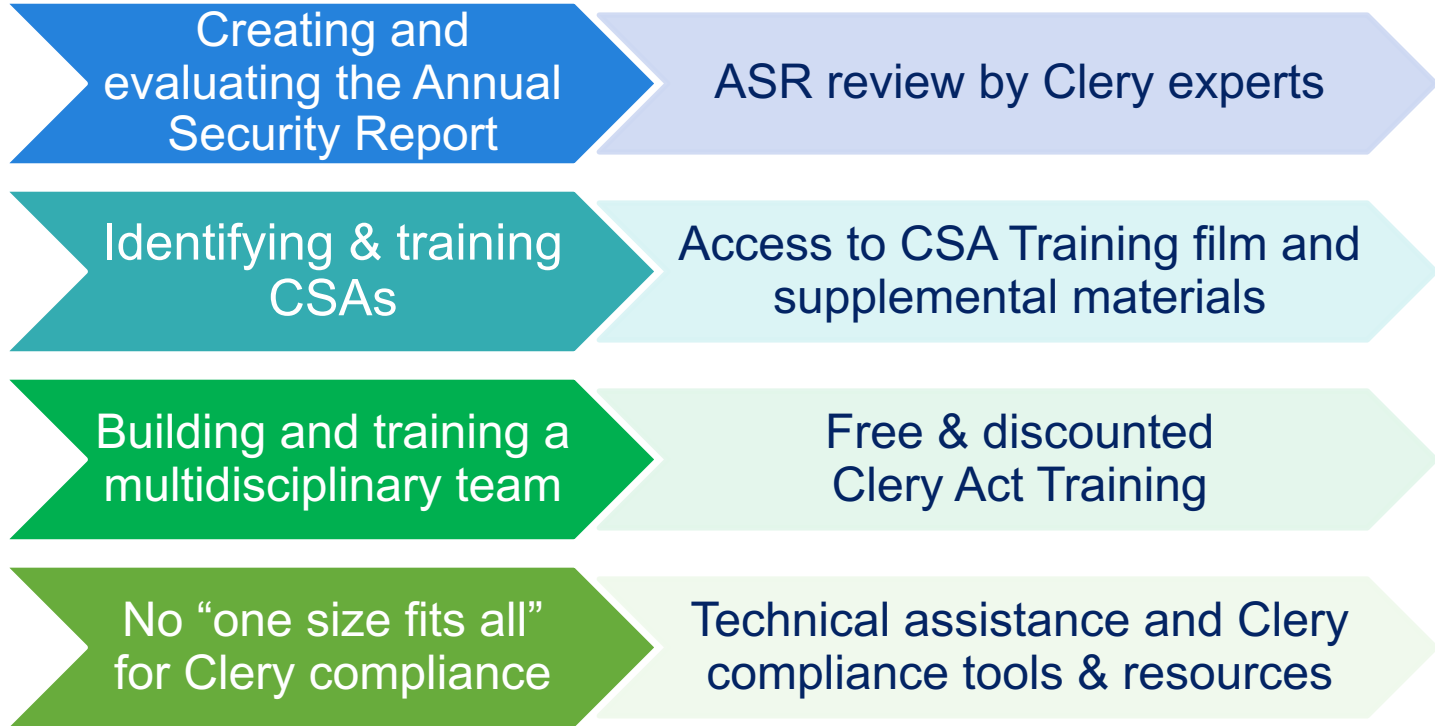 Creating and
evaluating the Annual
Security Report
ASR review by Clery experts
Identifying & training
CSAs
Access to CSA Training film and
supplemental materials
Building and training a
multidisciplinary team
Free & discounted
Clery Act Training
No “one size fits all”
for Clery compliance
Technical assistance and Clery
compliance tools & resources